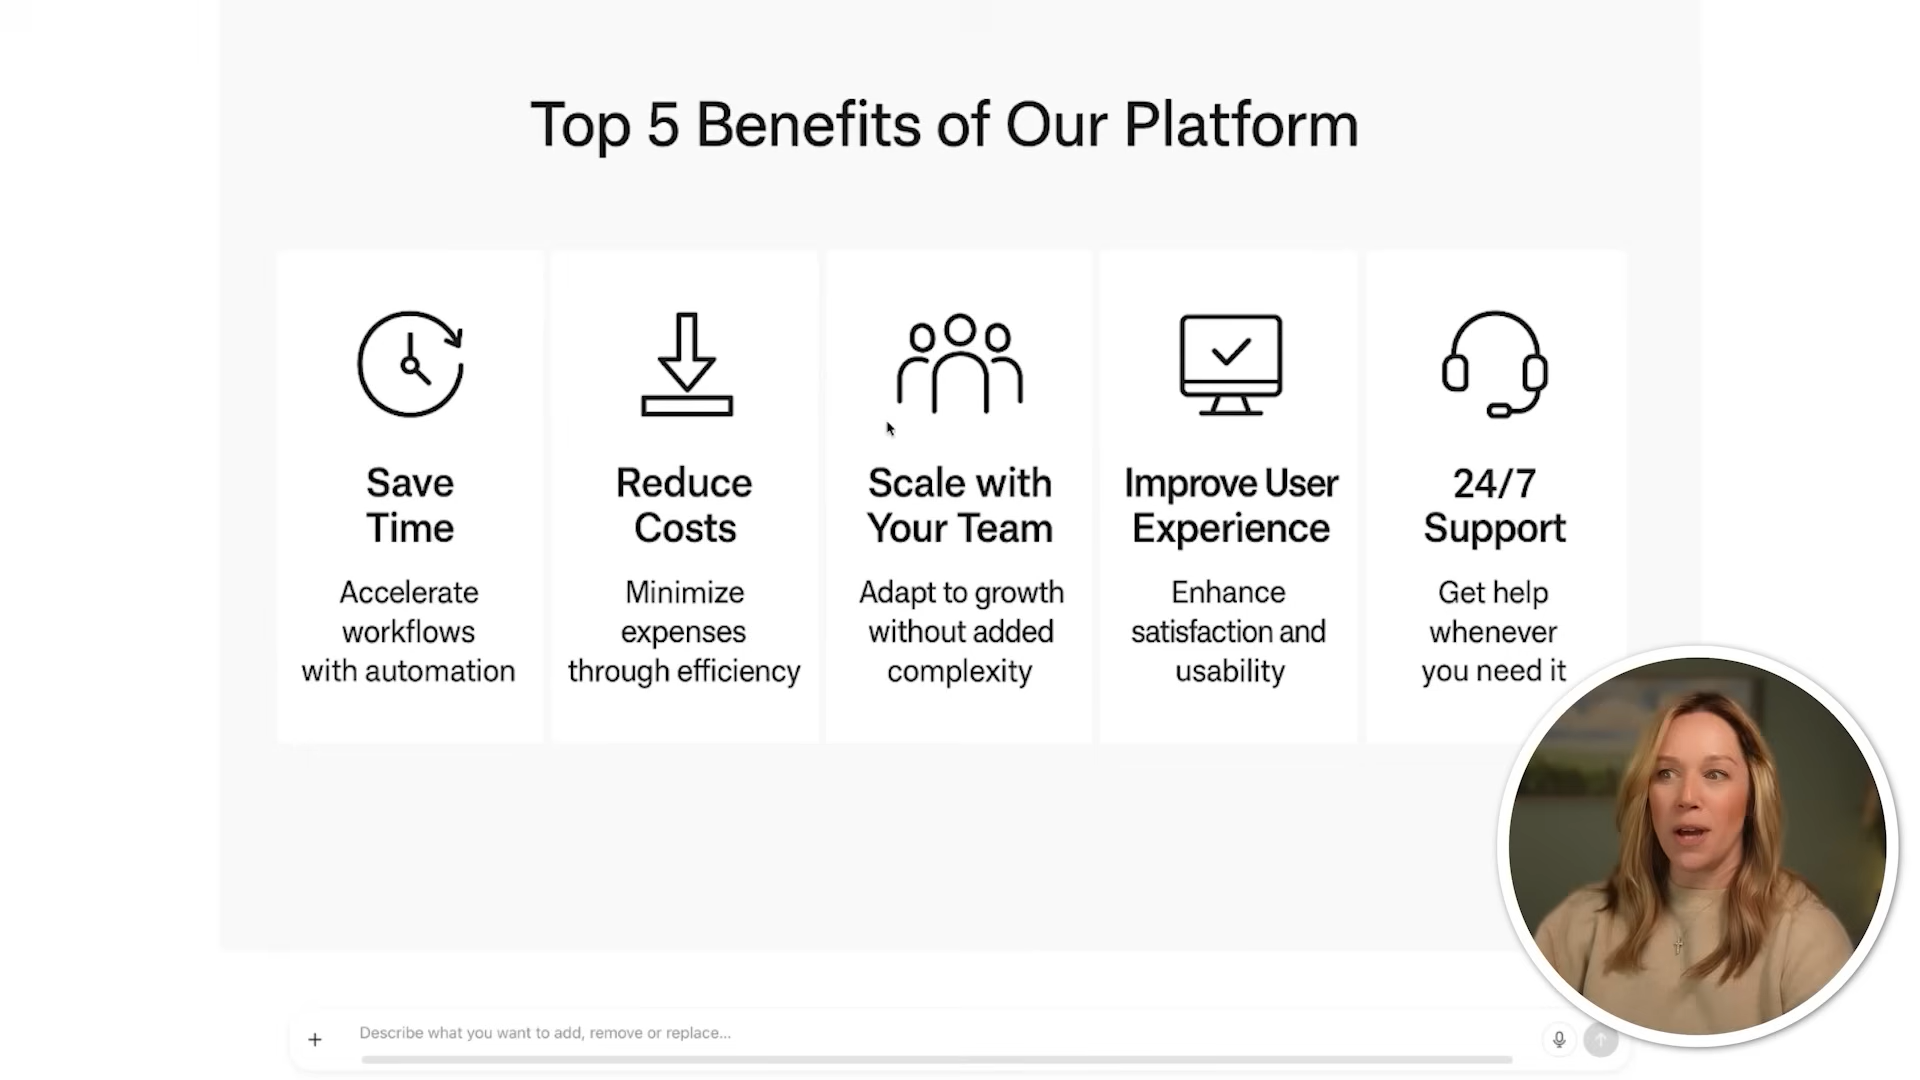 Top 5 Benefits of Our Platform
Save
Time
Accelerate
workflows
with automation
Reduce
Costs
Minimize
expenses
through efficiency
Scale with
Your Team
Adapt to growth
without added
complexity
Improve User
Experience
Enhance
satisfaction and
usability
24/7
Support
Get help
whenever
you need it
Describe what you want to add, remove or replace...